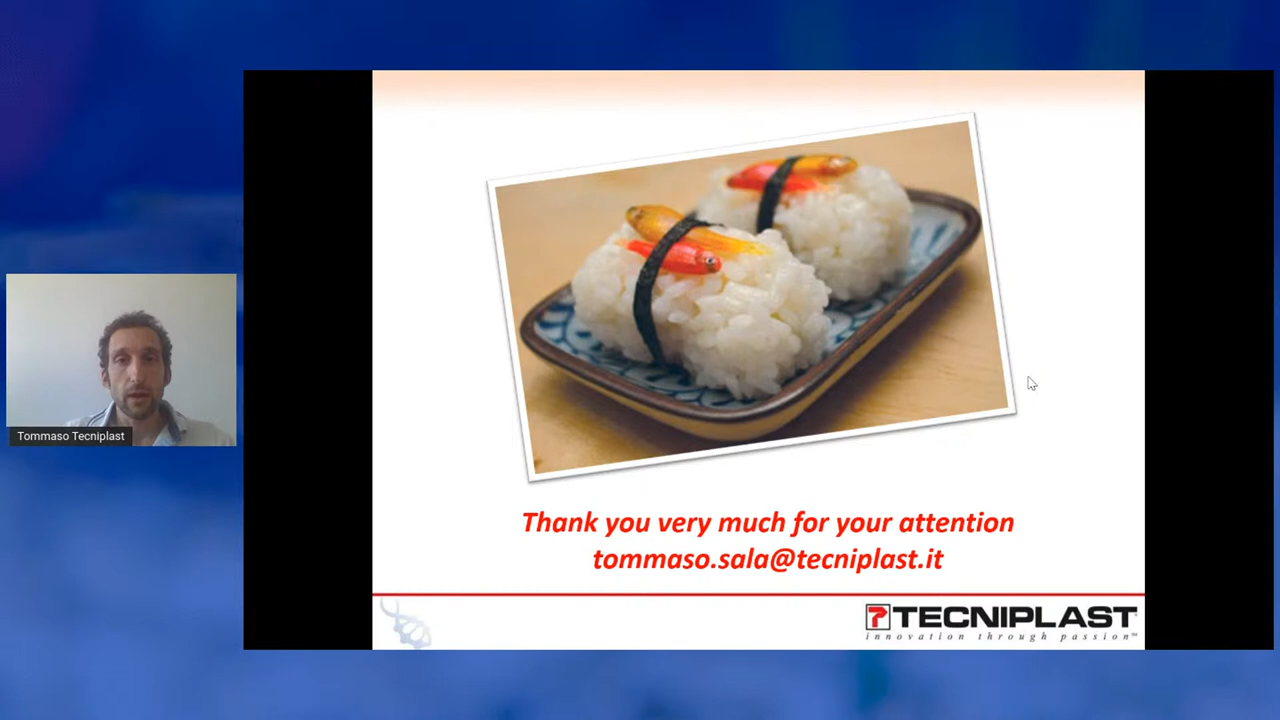 Tommaso Tecniplast
Thank you very much for your attention
tommaso.sala@tecniplast.it
TECNIPLAST
innovation through passion